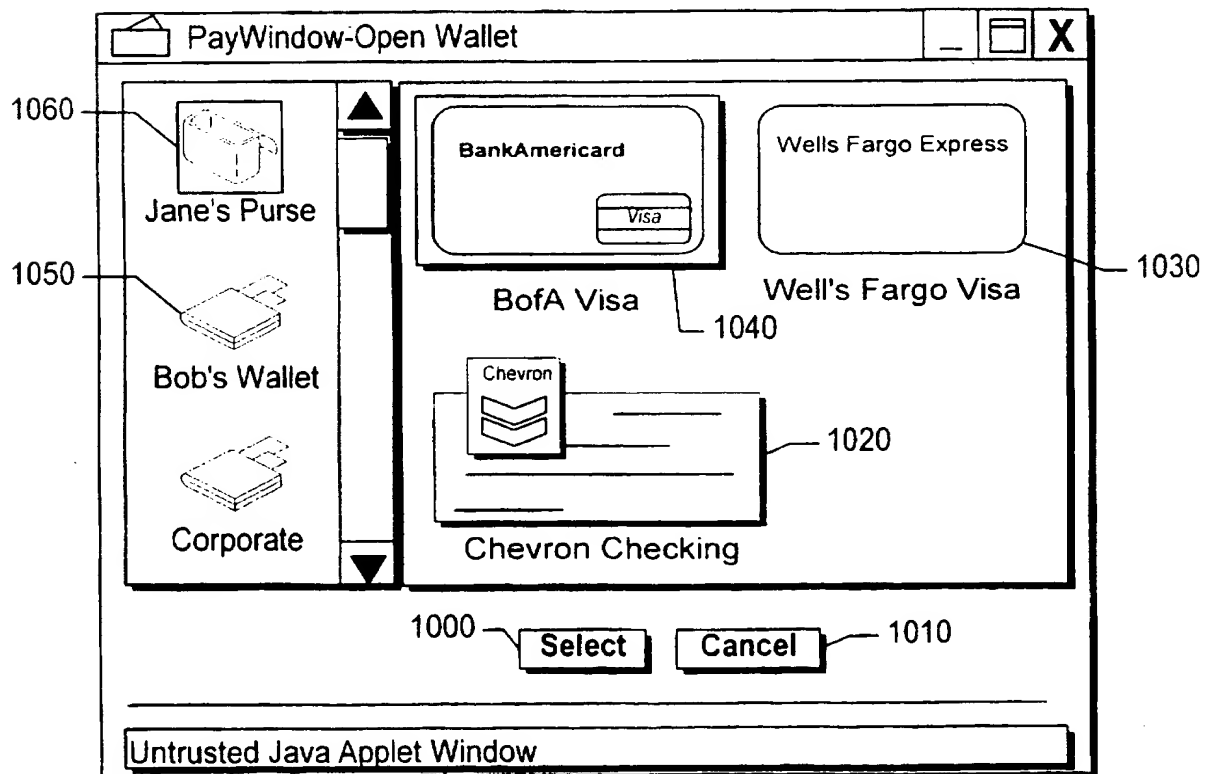 PayWindow-Open Wallet
X
1060
Jane's Purse
1050
Bob's Wallet
Corporate
BankAmericard
Visa
BofA Visa
1040
Wells Fargo Express
Well's Fargo Visa
1030
Chevron
1020
Chevron Checking
1000
Select
Cancel
1010
Untrusted Java Applet Window